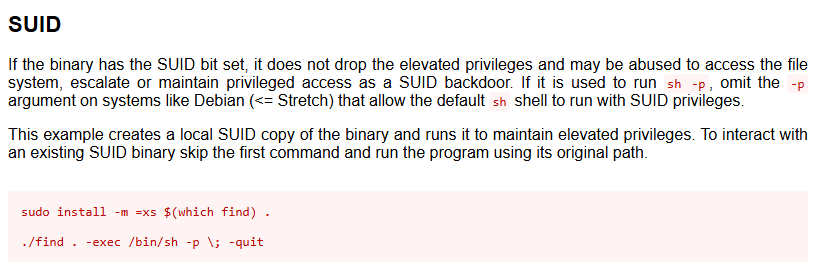 SUID
If the binary has the SUID bit set, it does not drop the elevated privileges and may be abused to access the file
system, escalate or maintain privileged access as a SUID backdoor. If it is used to run sh -p, omit the -p
argument on systems like Debian (<= Stretch) that allow the default sh shell to run with SUID privileges.
This example creates a local SUID copy of the binary and runs it to maintain elevated privileges. To interact with
an existing SUID binary skip the first command and run the program using its original path.
sudo install -m =xs $(which find) .
./find . -exec /bin/sh -p \; -quit